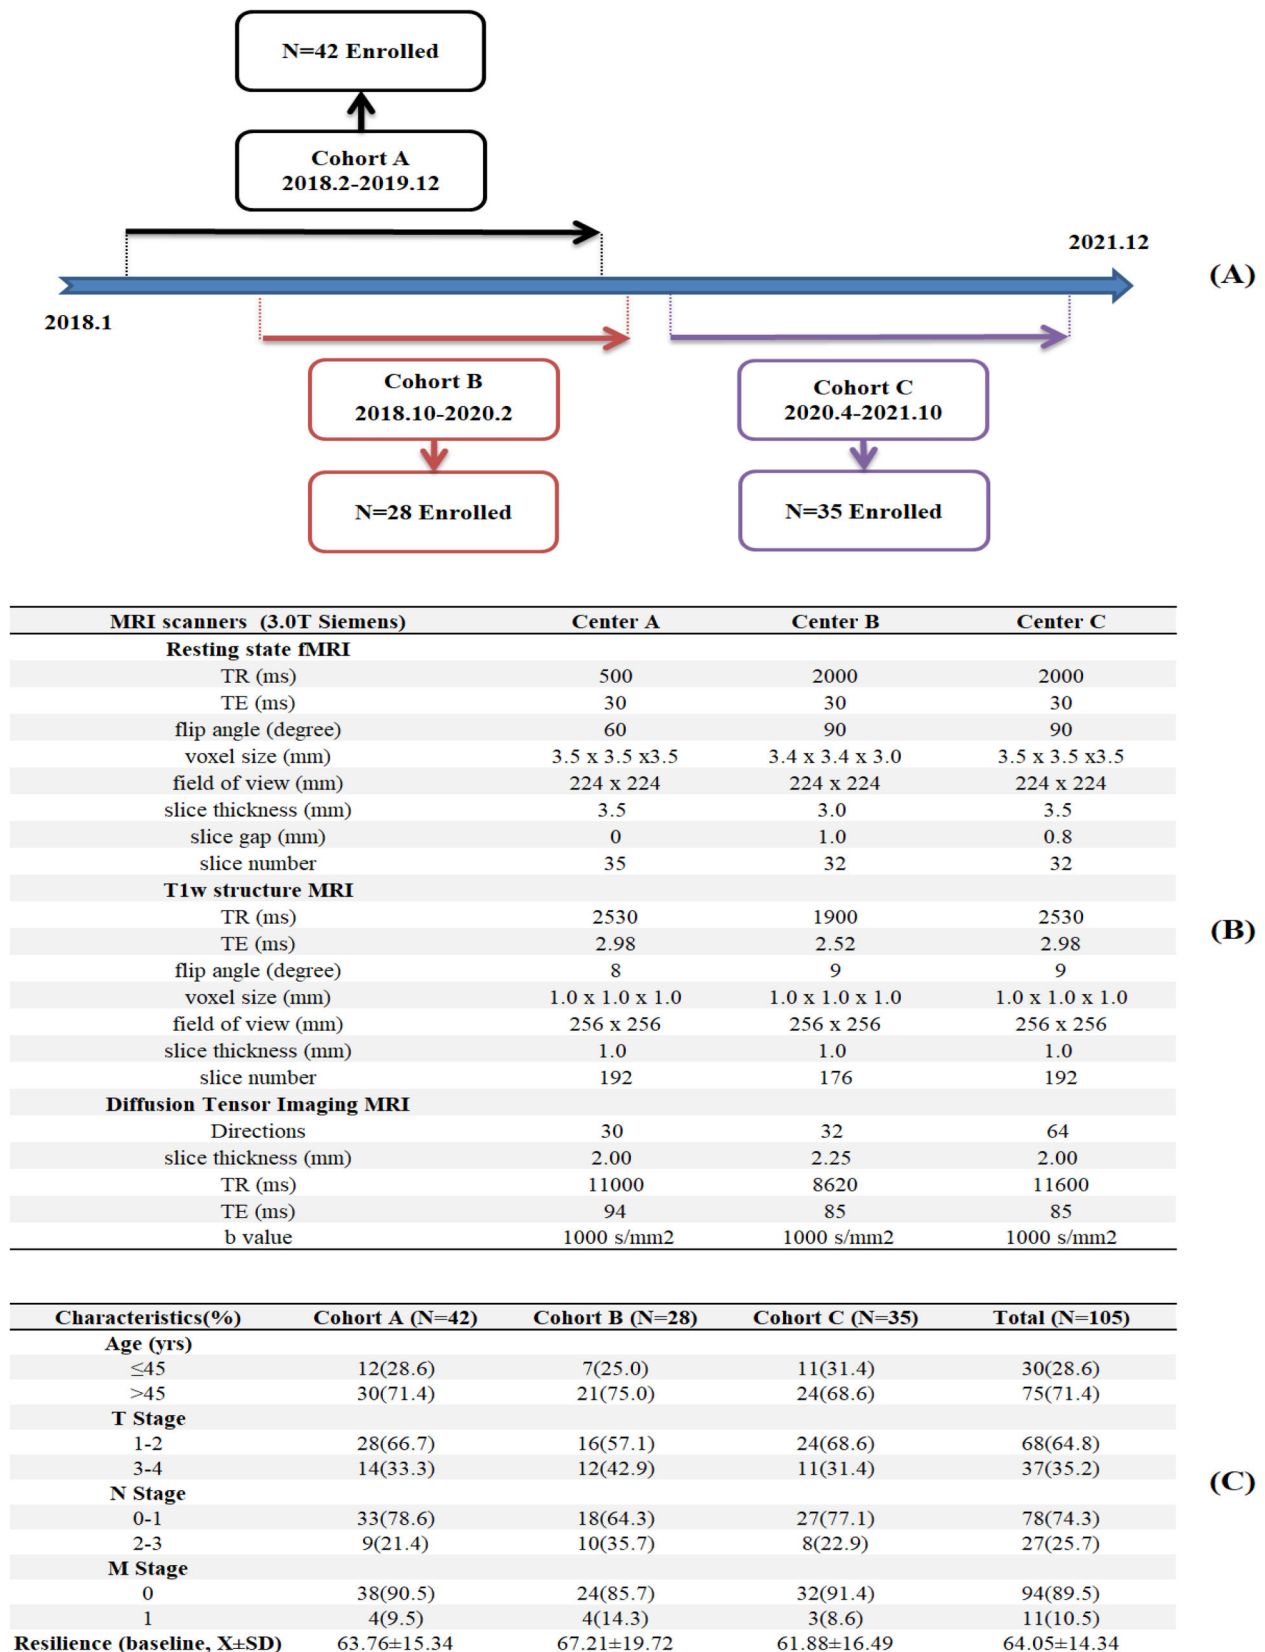 N=42 Enrolled
Cohort A
2018.2-2019.12
2021.12
(A)
2018.1
Cohort B
2018.10-2020.2
Cohort C
2020.4-2021.10
N=28 Enrolled
N=35 Enrolled
MRI scanners (3.0T Siemens) Center A Center B Center C
Resting state fMRI
TR (ms) 500 2000 2000
TE (ms) 30 30 30
flip angle (degree) 60 90 90
voxel size (mm) 3.5 x 3.5 x3.5 3.4 x 3.4 x 3.0 3.5 x 3.5 x3.5
field of view (mm) 224 x 224 224 x 224 224 x 224
slice thickness (mm) 3.5 3.0 3.5
slice gap (mm) 0 1.0 0.8
slice number 35 32 32
T1w structure MRI
TR (ms) 2530 1900 2530
(B)
TE (ms) 2.98 2.52 2.98
flip angle (degree) 8 9 9
voxel size (mm) 1.0 x 1.0 x 1.0 1.0 x 1.0 x 1.0 1.0 x 1.0 x 1.0
field of view (mm) 256 x 256 256 x 256 256 x 256
slice thickness (mm) 1.0 1.0 1.0
slice number 192 176 192
Diffusion Tensor Imaging MRI
Directions 30 32 64
slice thickness (mm) 2.00 2.25 2.00
TR (ms) 11000 8620 11600
TE (ms) 94 85 85
b value 1000 s/mm2 1000 s/mm2 1000 s/mm2
Characteristics(%) Cohort A (N=42) Cohort B (N=28) Cohort C (N=35) Total (N=105)
Age (yrs)
≤45 12(28.6) 7(25.0) 11(31.4) 30(28.6)
>45 30(71.4) 21(75.0) 24(68.6) 75(71.4)
T Stage
1-2 28(66.7) 16(57.1) 24(68.6) 68(64.8)
3-4 14(33.3) 12(42.9) 11(31.4) 37(35.2)
(C)
N Stage
0-1 33(78.6) 18(64.3) 27(77.1) 78(74.3)
2-3 9(21.4) 10(35.7) 8(22.9) 27(25.7)
M Stage
0 38(90.5) 24(85.7) 32(91.4) 94(89.5)
1 4(9.5) 4(14.3) 3(8.6) 11(10.5)
Resilience (baseline, X±SD) 63.76±15.34 67.21±19.72 61.88±16.49 64.05±14.34